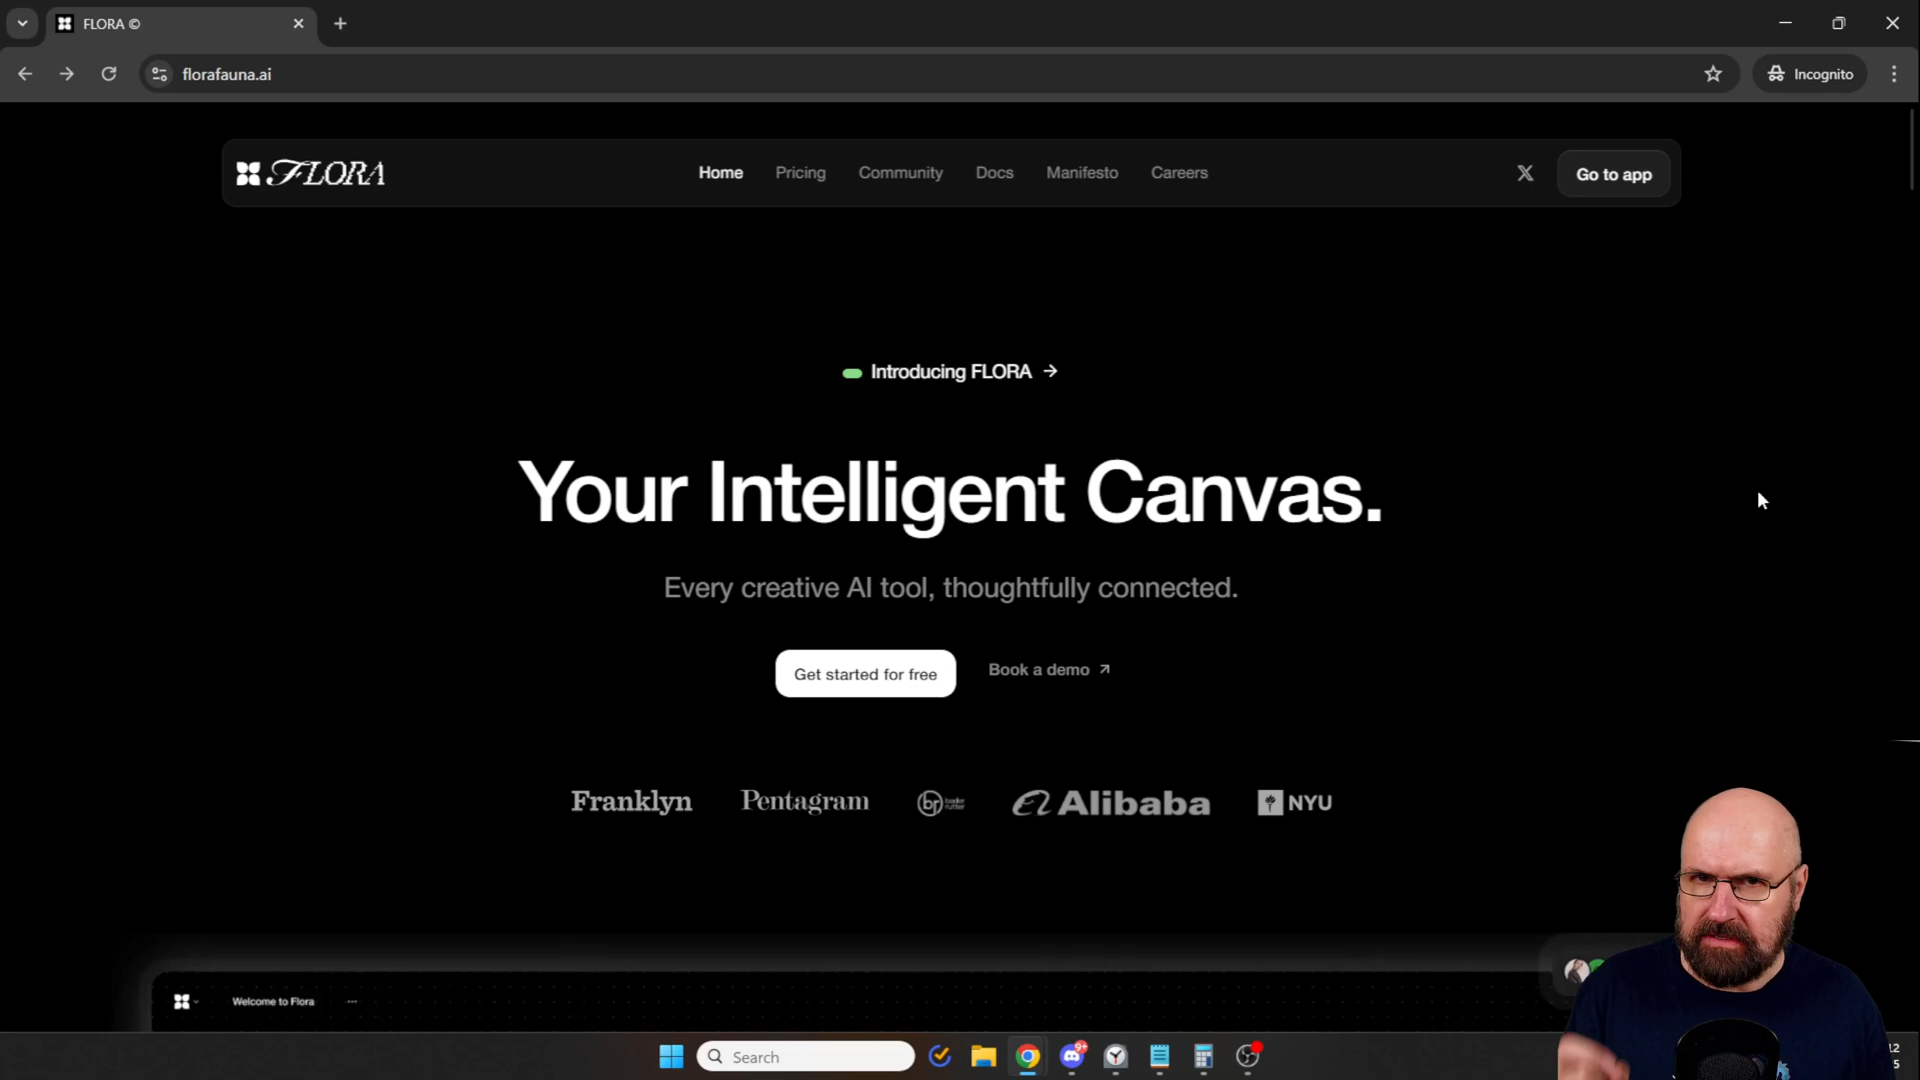 FLORA ©
florafauna.ai
Incognito
FLORA
Home
Pricing
Community
Docs
Manifesto
Careers
X
Go to app
Introducing FLORA →
Your Intelligent Canvas.
Every creative AI tool, thoughtfully connected.
Get started for free
Book a demo ↗
Franklyn
Pentagram
br
Alibaba
NYU
Welcome to Flora
Search
9+